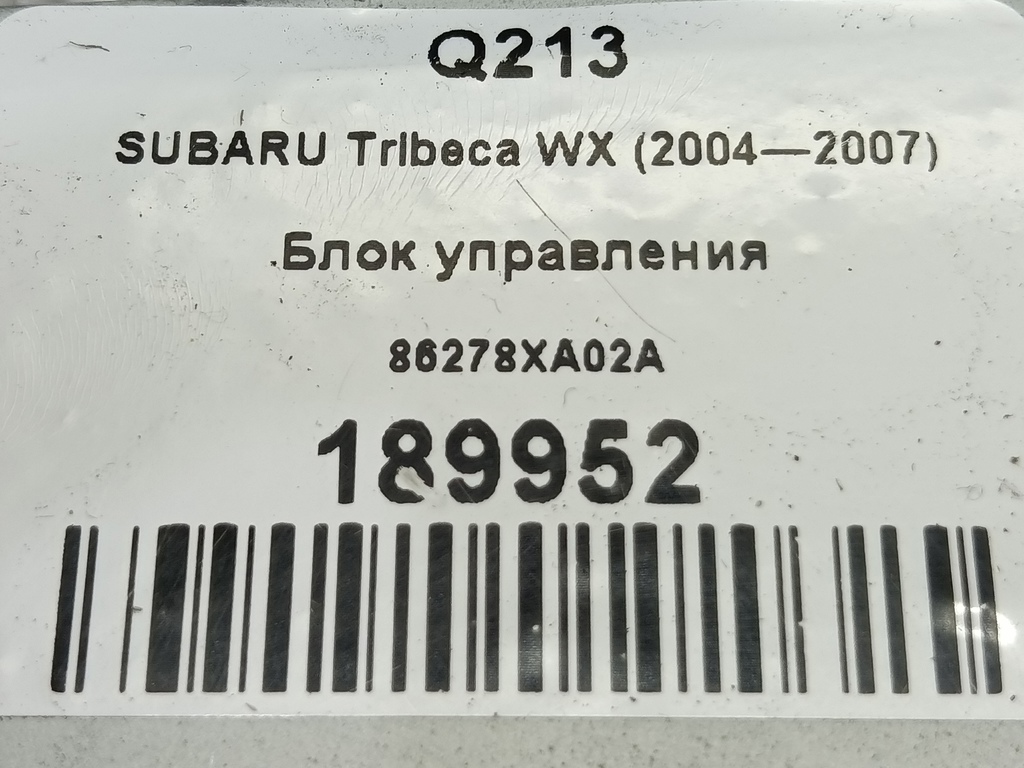 Q213
SUBARU Tribeca WX (2004—2007)
Блок управления
86278XA02A
189952